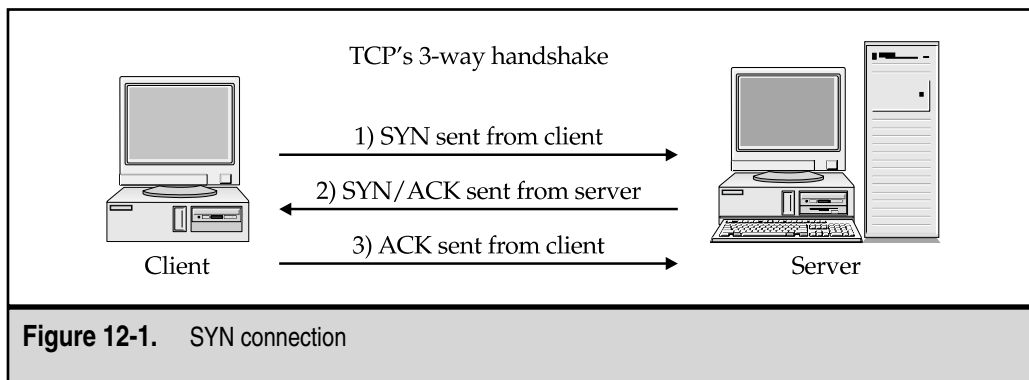 TCP's 3-way handshake
1) SYN sent from client
2) SYN/ACK sent from server
3) ACK sent from client
Client
Server
Figure 12-1. SYN connection